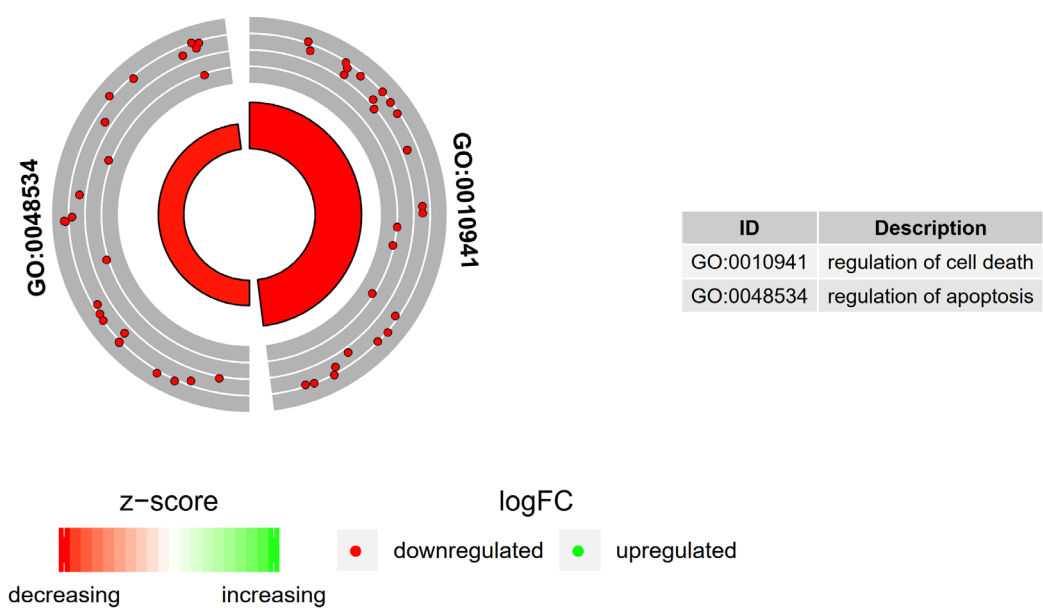 GO:0048534
GO:0010941
ID Description
GO:0010941 regulation of cell death
GO:0048534 regulation of apoptosis
z−score
decreasing increasing
logFC
downregulated upregulated